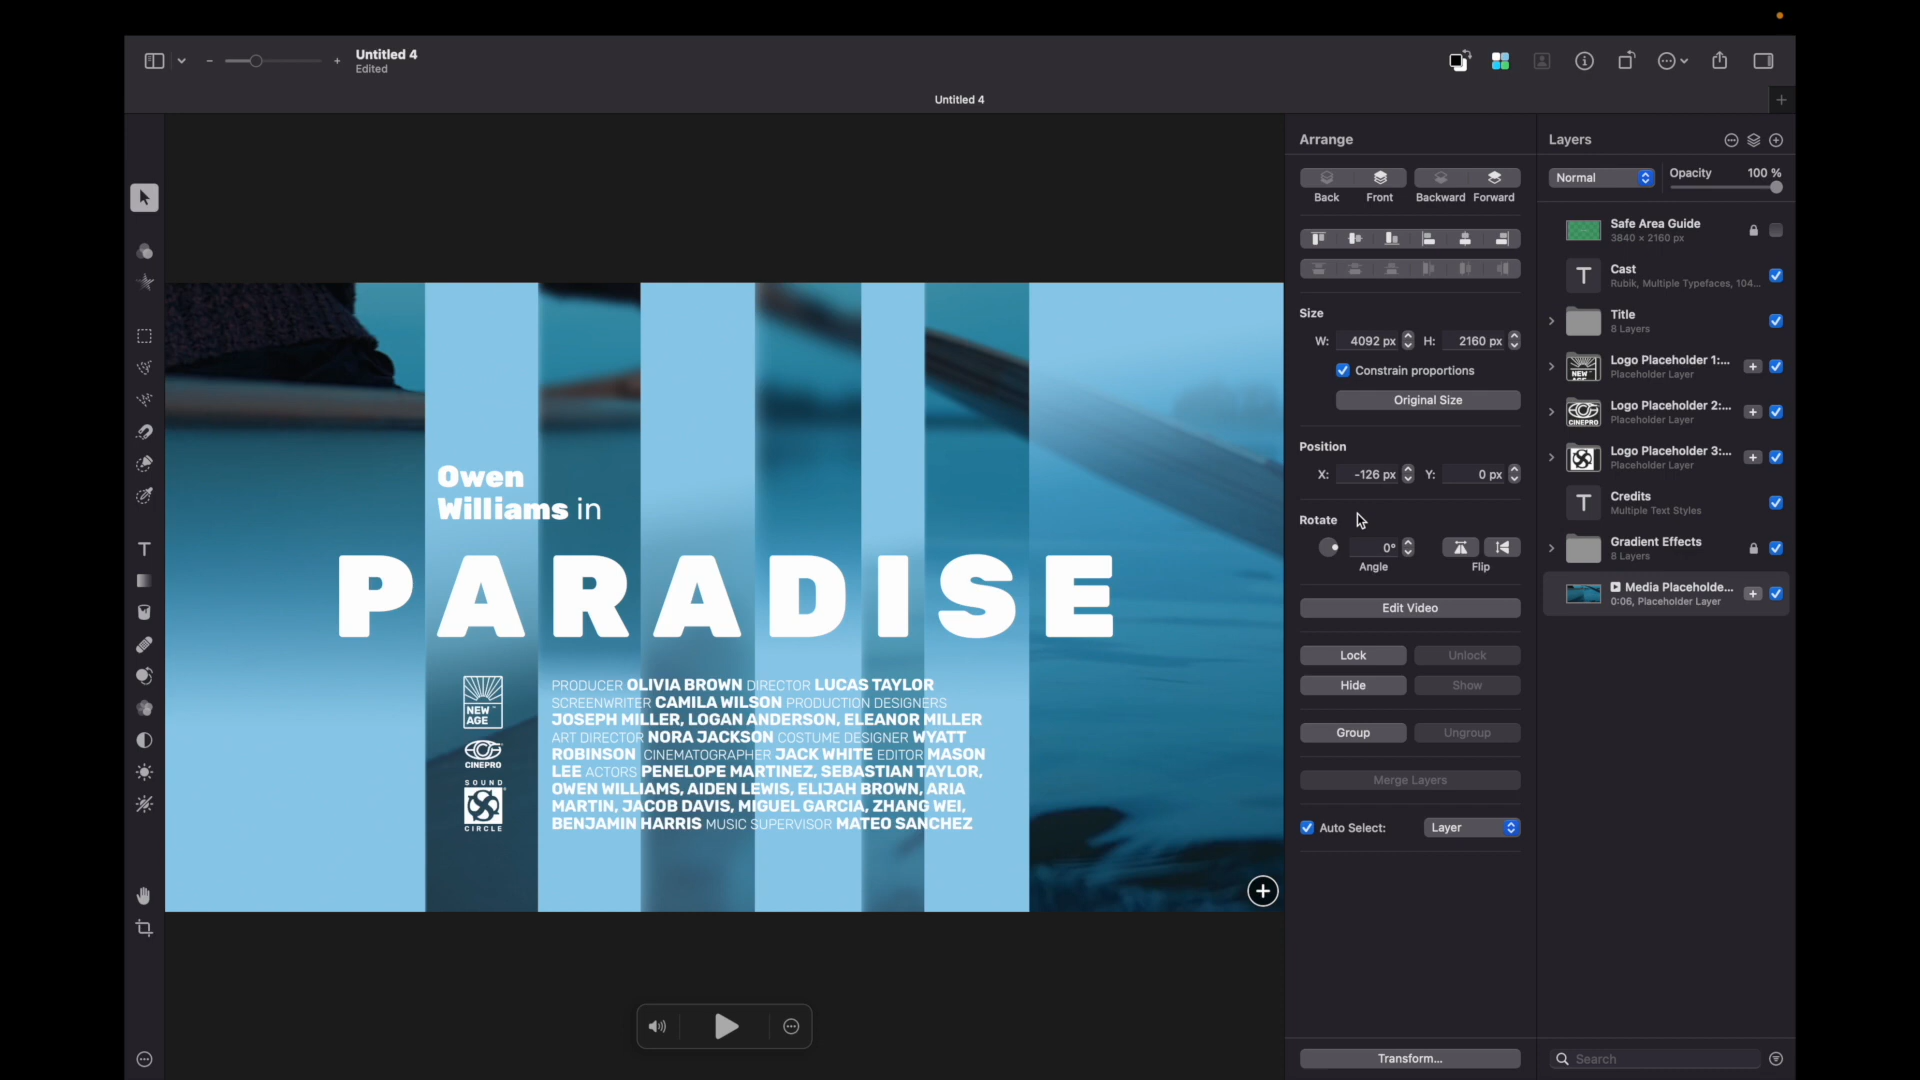 Untitled 4
Edited
Untitled 4
Arrange
Back Front Backward Forward
Size
W: 4092 px H: 2160 px
Constrain proportions
Original Size
Position
X: -126 px Y: 0 px
Rotate
0°
Angle Flip
Edit Video
Lock Unlock
Hide Show
Group Ungroup
Merge Layers
Auto Select: Layer
Transform...
Layers
Normal Opacity 100 %
Safe Area Guide
3840 × 2160 px
Cast
Rubik, Multiple Typefaces, 104...
Title
8 Layers
Logo Placeholder 1:...
Placeholder Layer
Logo Placeholder 2:...
Placeholder Layer
Logo Placeholder 3:...
Placeholder Layer
Credits
Multiple Text Styles
Gradient Effects
8 Layers
Media Placeholde...
0:06, Placeholder Layer
Search
Owen
Williams in
PARADISE
NEW
AGE
CINEPRO
SOUND
CIRCLE
PRODUCER OLIVIA BROWN DIRECTOR LUCAS TAYLOR
SCREENWRITER CAMILA WILSON PRODUCTION DESIGNERS
JOSEPH MILLER, LOGAN ANDERSON, ELEANOR MILLER
ART DIRECTOR NORA JACKSON COSTUME DESIGNER WYATT
ROBINSON CINEMATOGRAPHER JACK WHITE EDITOR MASON
LEE ACTORS PENELOPE MARTINEZ, SEBASTIAN TAYLOR,
OWEN WILLIAMS, AIDEN LEWIS, ELIJAH BROWN, ARIA
MARTIN, JACOB DAVIS, MIGUEL GARCIA, ZHANG WEI,
BENJAMIN HARRIS MUSIC SUPERVISOR MATEO SANCHEZ